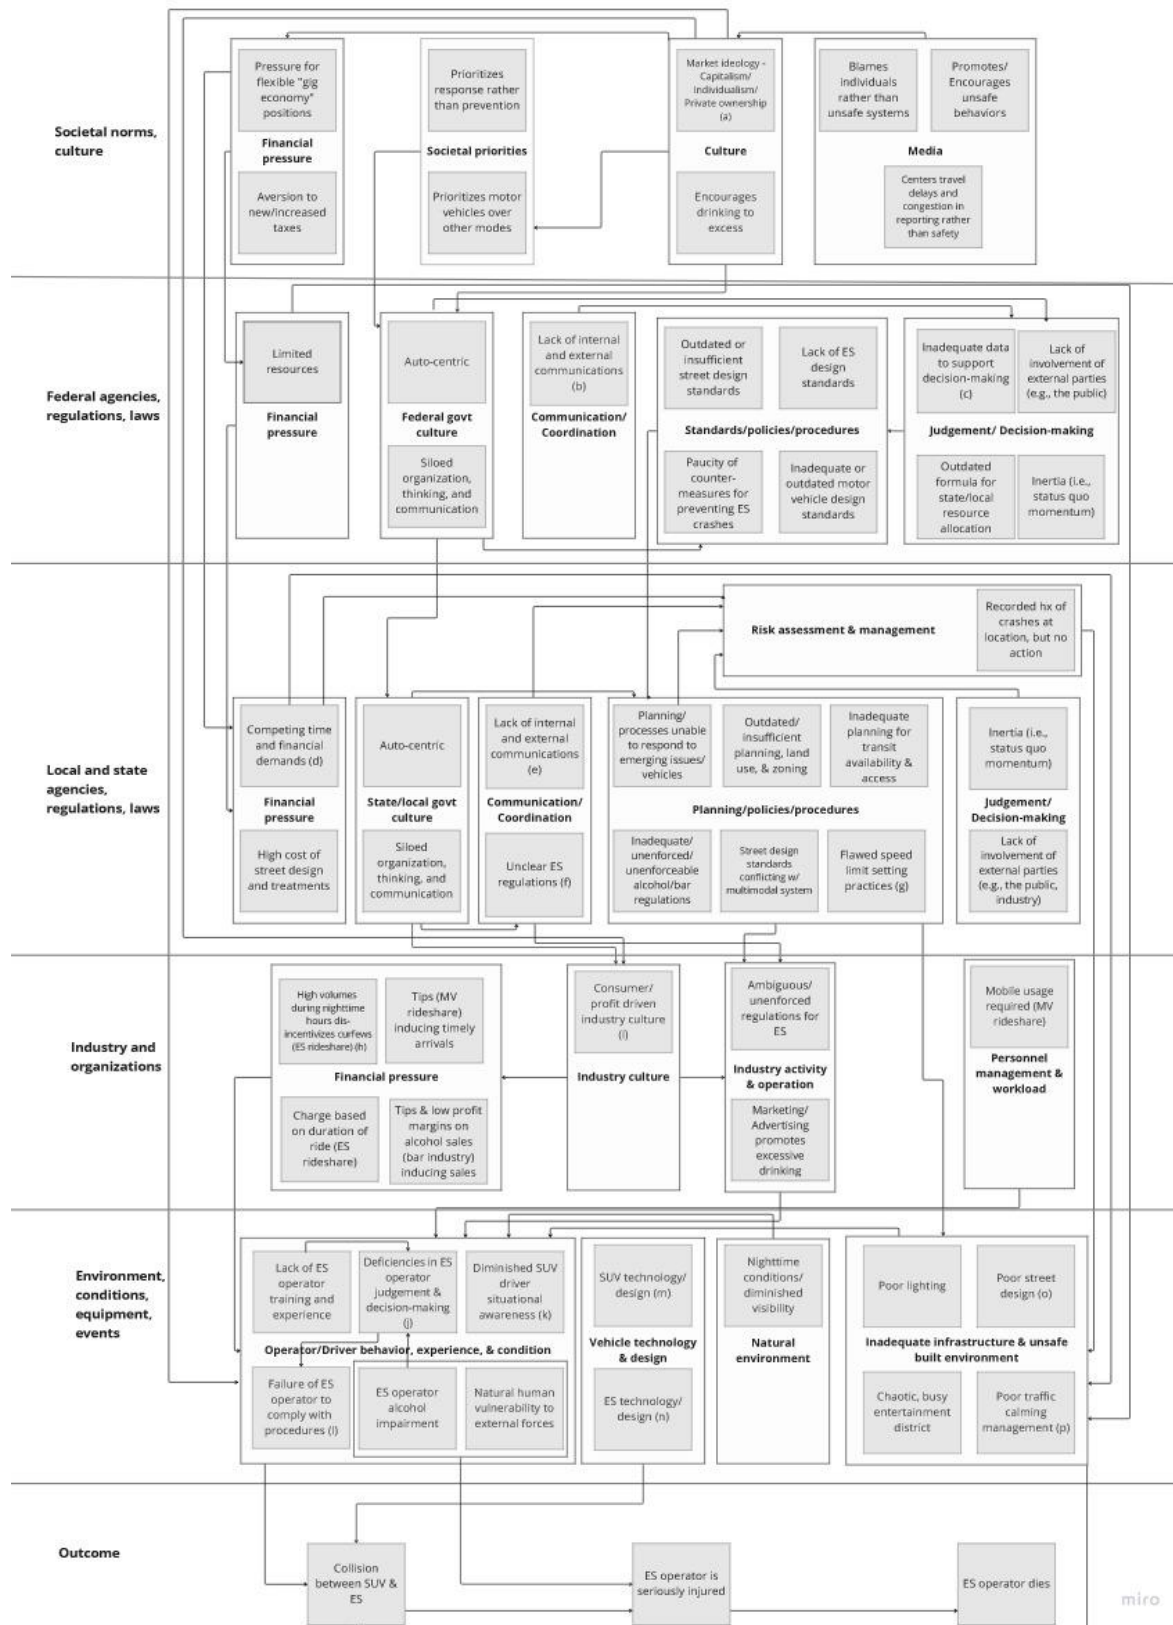 Societal norms,
culture
Pressure for
flexible "gig
economy"
positions
Financial
pressure
Aversion to
new/increased
taxes
Prioritizes
response rather
than prevention
Societal priorities
Prioritizes motor
vehicles over
other modes
Market ideology -
Capitalism/
Individualism/
Private ownership (a)
Culture
Encourages
drinking to
excess
Blames
individuals
rather than
unsafe systems
Promotes/
Encourages
unsafe
behaviors
Media
Centers travel
delays and
congestion in
reporting rather
than safety
Federal agencies,
regulations, laws
Limited
resources
Financial
pressure
Auto-centric
Federal govt
culture
Siloed
organization,
thinking, and
communication
Lack of internal
and external
communications
(b)
Communication/
Coordination
Outdated or
insufficient
street design
standards
Lack of ES
design
standards
Standards/policies/procedures
Paucity of
counter-
measures for
preventing ES
crashes
Inadequate or
outdated motor
vehicle design
standards
Inadequate data
to support
decision-making
(c)
Lack of
involvement of
external parties
(e.g., the public)
Judgement/ Decision-making
Outdated
formula for
state/local
resource
allocation
Inertia (i.e.,
status quo
momentum)
Local and state
agencies,
regulations, laws
Risk assessment & management
Recorded hx of
crashes at
location, but no
action
Competing time
and financial
demands (d)
Financial
pressure
High cost of
street design
and treatments
Auto-centric
State/local govt
culture
Siloed
organization,
thinking, and
communication
Lack of internal
and external
communications
(e)
Communication/
Coordination
Unclear ES
regulations (f)
Planning/
processes unable
to respond to
emerging issues/
vehicles
Outdated/
insufficient
planning, land
use, & zoning
Inadequate
planning for
transit
availability &
access
Planning/policies/procedures
Inadequate/
unenforced/
unenforceable
alcohol/bar
regulations
Street design
standards
conflicting w/
multimodal system
Flawed speed
limit setting
practices (g)
Inertia (i.e.,
status quo
momentum)
Judgement/
Decision-making
Lack of
involvement of
external parties
(e.g., the public,
industry)
Industry and
organizations
High volumes
during nighttime
hours dis-
incentivizes curfews
(ES rideshare) (h)
Tips (MV
rideshare)
inducing timely
arrivals
Financial pressure
Charge based
on duration of
ride (ES
rideshare)
Tips & low profit
margins on
alcohol sales
(bar industry)
inducing sales
Consumer/
profit driven
industry culture
(i)
Industry culture
Ambiguous/
unenforced
regulations for
ES
Industry activity
& operation
Marketing/
Advertising
promotes
excessive
drinking
Mobile usage
required (MV
rideshare)
Personnel
management &
workload
Environment,
conditions,
equipment,
events
Lack of ES
operator
training and
experience
Deficiencies in ES
operator
judgement &
decision-making
(j)
Diminished SUV
driver
situational
awareness (k)
Operator/Driver behavior, experience, & condition
Failure of ES
operator to
comply with
procedures (l)
ES operator
alcohol
impairment
Natural human
vulnerability to
external forces
SUV technology/
design (m)
Vehicle technology
& design
ES technology/
design (n)
Nighttime
conditions/
diminished
visibility
Natural
environment
Poor lighting
Poor street
design (o)
Inadequate infrastructure & unsafe
built environment
Chaotic, busy
entertainment
district
Poor traffic
calming
management (p)
Outcome
Collision
between SUV &
ES
ES operator is
seriously injured
ES operator dies
miro